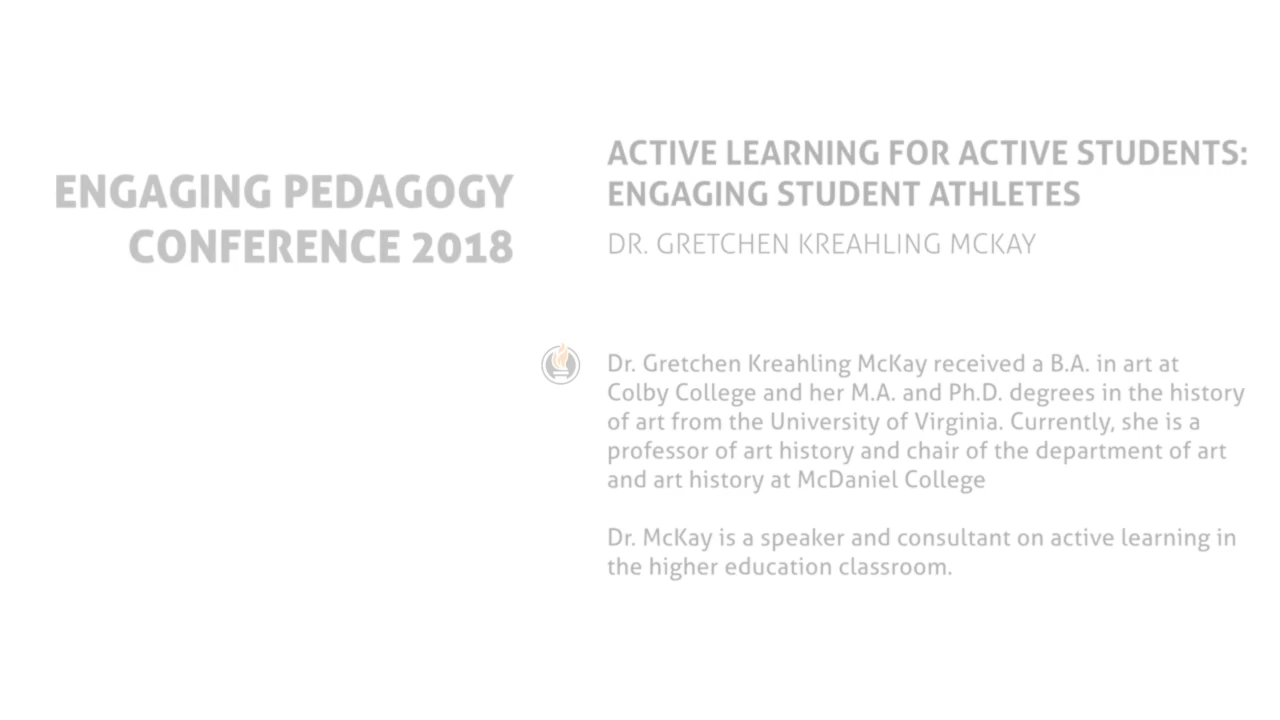 ENGAGING PEDAGOGY
CONFERENCE 2018
ACTIVE LEARNING FOR ACTIVE STUDENTS:
ENGAGING STUDENT ATHLETES
DR. GRETCHEN KREAHLING MCKAY
Dr. Gretchen Kreahling McKay received a B.A. in art at
Colby College and her M.A. and Ph.D. degrees in the history
of art from the University of Virginia. Currently, she is a
professor of art history and chair of the department of art
and art history at McDaniel College
Dr. McKay is a speaker and consultant on active learning in
the higher education classroom.